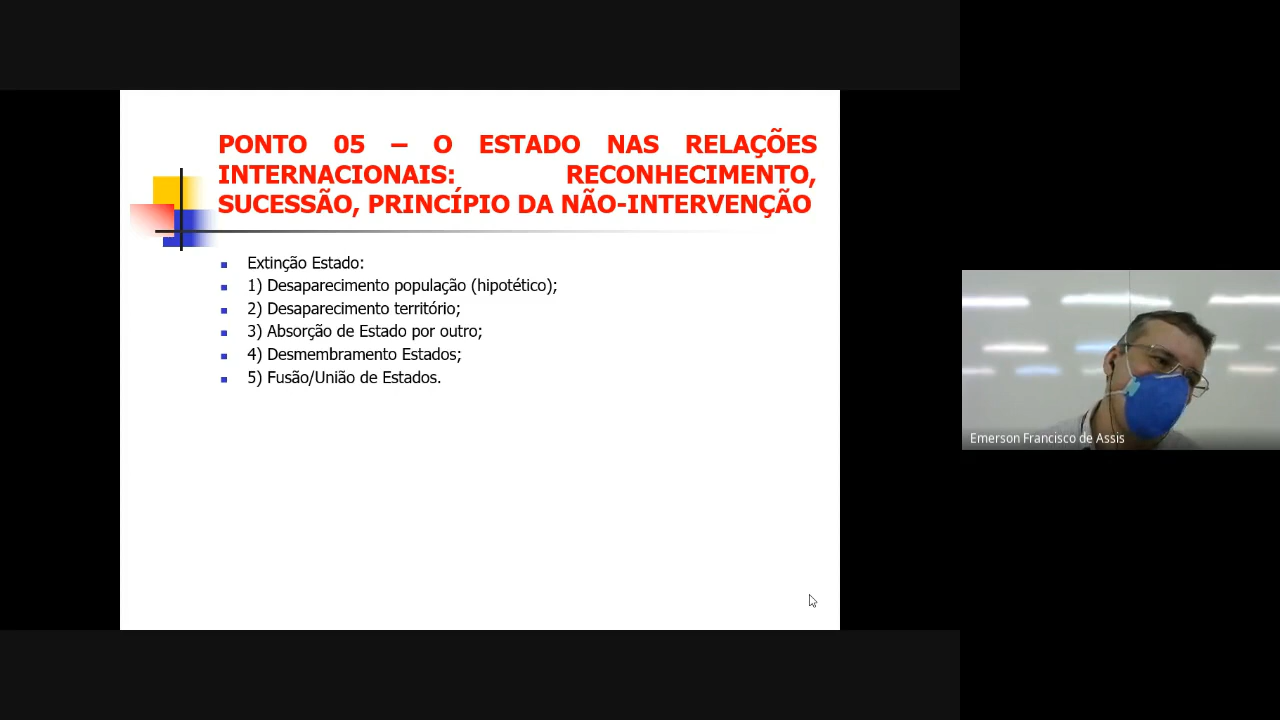 PONTO 05 – O ESTADO NAS RELAÇÕES
INTERNACIONAIS: RECONHECIMENTO,
SUCESSÃO, PRINCÍPIO DA NÃO-INTERVENÇÃO
Extinção Estado:
1) Desaparecimento população (hipotético);
2) Desaparecimento território;
3) Absorção de Estado por outro;
4) Desmembramento Estados;
5) Fusão/União de Estados.
Emerson Francisco de Assis